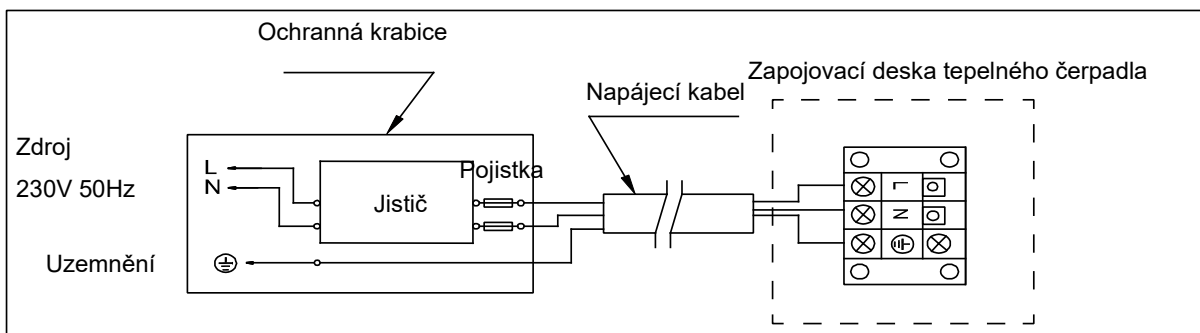 Ochranná krabice
Zapojovací deska tepelného čerpadla
Napájecí kabel
Zdroj
230V 50Hz
L
N
Pojistka
Jistič
Uzemnění
L
N